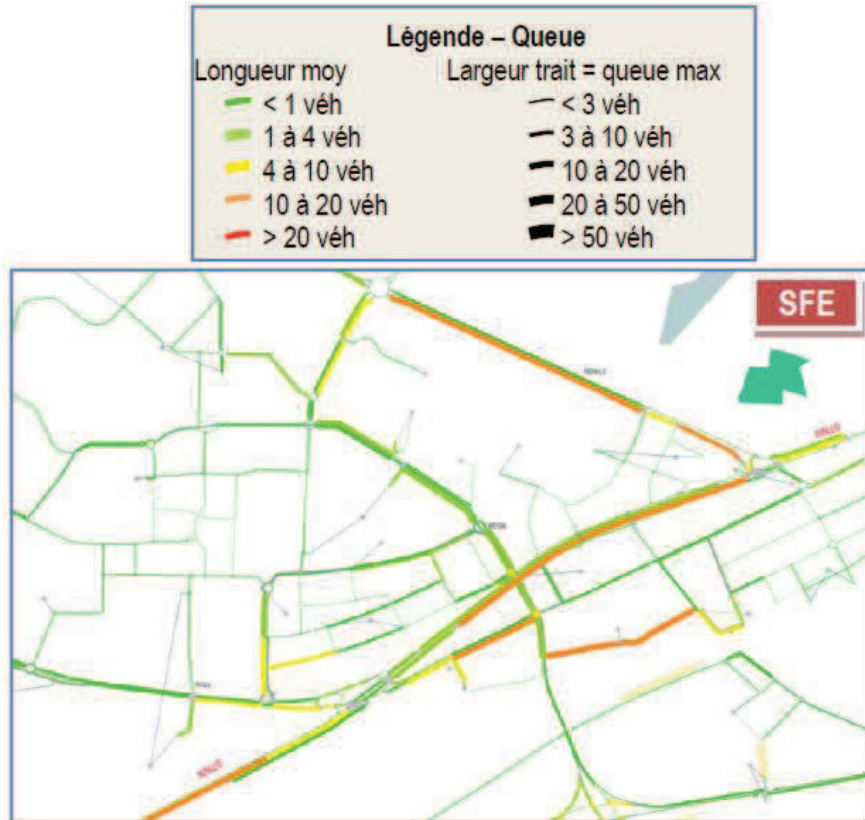 Légende – Queue
Longueur moy
Largeur trait = queue max
< 1 véh
< 3 véh
1 à 4 véh
3 à 10 véh
4 à 10 véh
10 à 20 véh
10 à 20 véh
20 à 50 véh
> 20 véh
> 50 véh
SFE